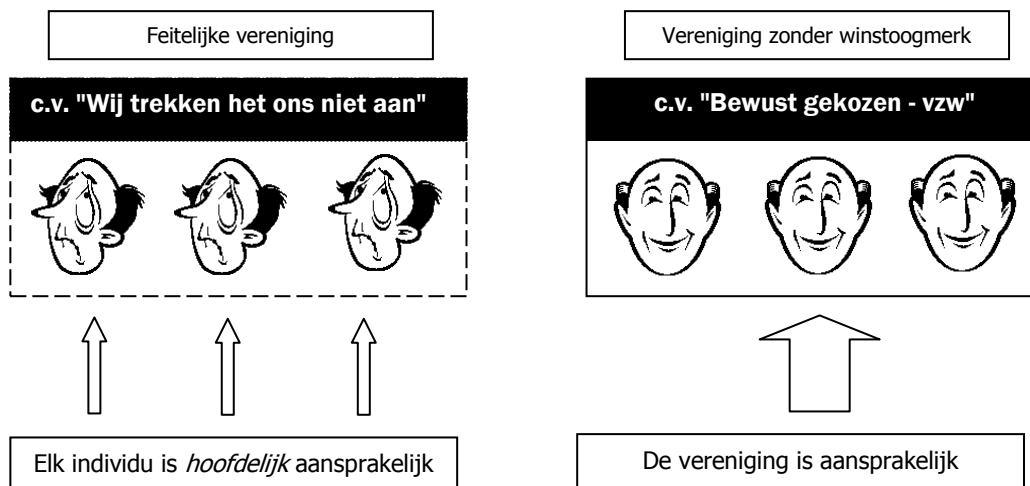 Feitelijke vereniging
c.v. "Wij trekken het ons niet aan"
Elk individu is hoofdelijk aansprakelijk
Vereniging zonder winstoogmerk
c.v. "Bewust gekozen - vzw"
De vereniging is aansprakelijk